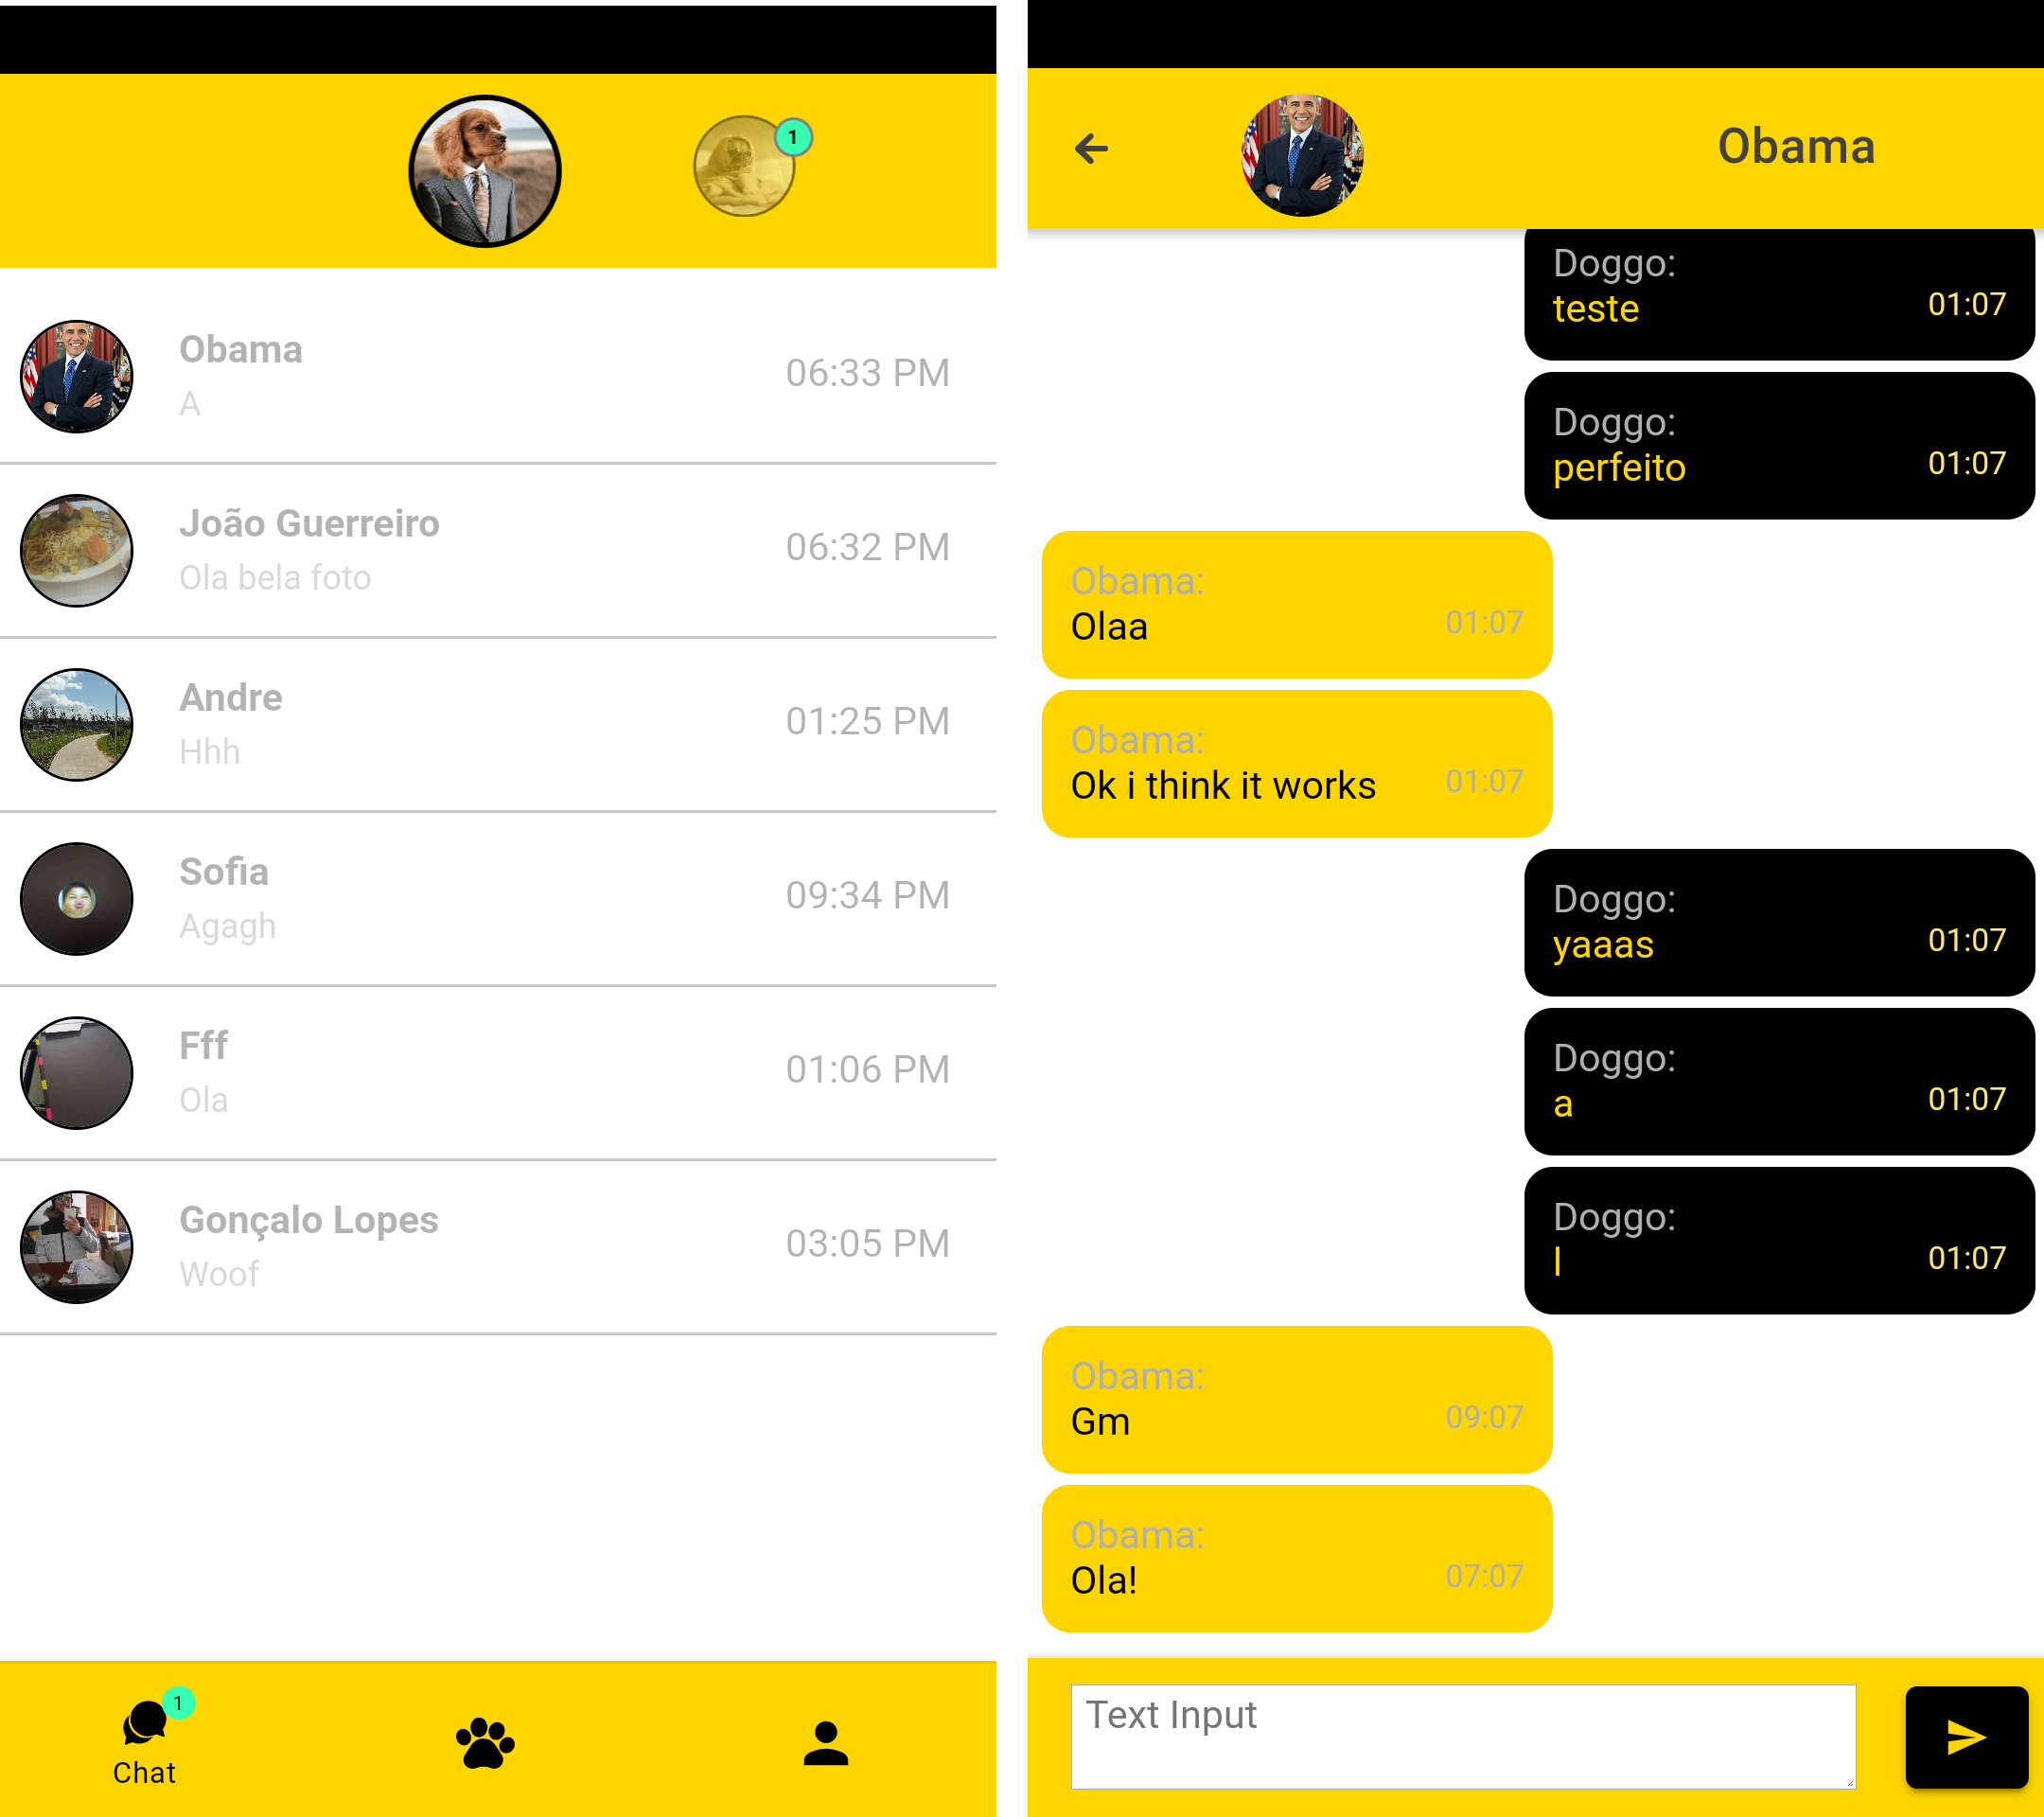 1
Obama
06:33 PM
A
João Guerreiro
06:32 PM
Ola bela foto
Andre
01:25 PM
Hhh
Sofia
09:34 PM
Agagh
Fff
01:06 PM
Ola
Gonçalo Lopes
03:05 PM
Woof
1
Chat
Obama
Doggo:
teste 01:07
Doggo:
perfeito 01:07
Obama:
Olaa 01:07
Obama:
Ok i think it works 01:07
Doggo:
yaaas 01:07
Doggo:
a 01:07
Doggo:
l 01:07
Obama:
Gm 09:07
Obama:
Ola! 07:07
Text Input